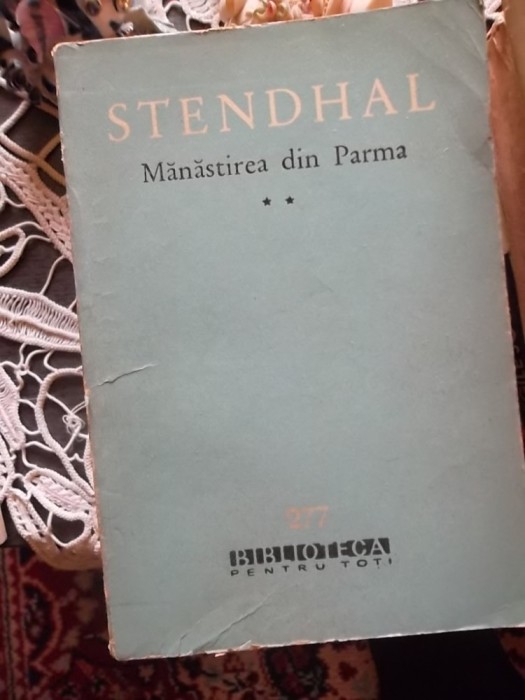 STENDHAL
Mănăstirea din Parma
★ ★
277
BIBLIOTECA
PENTRU TOȚI